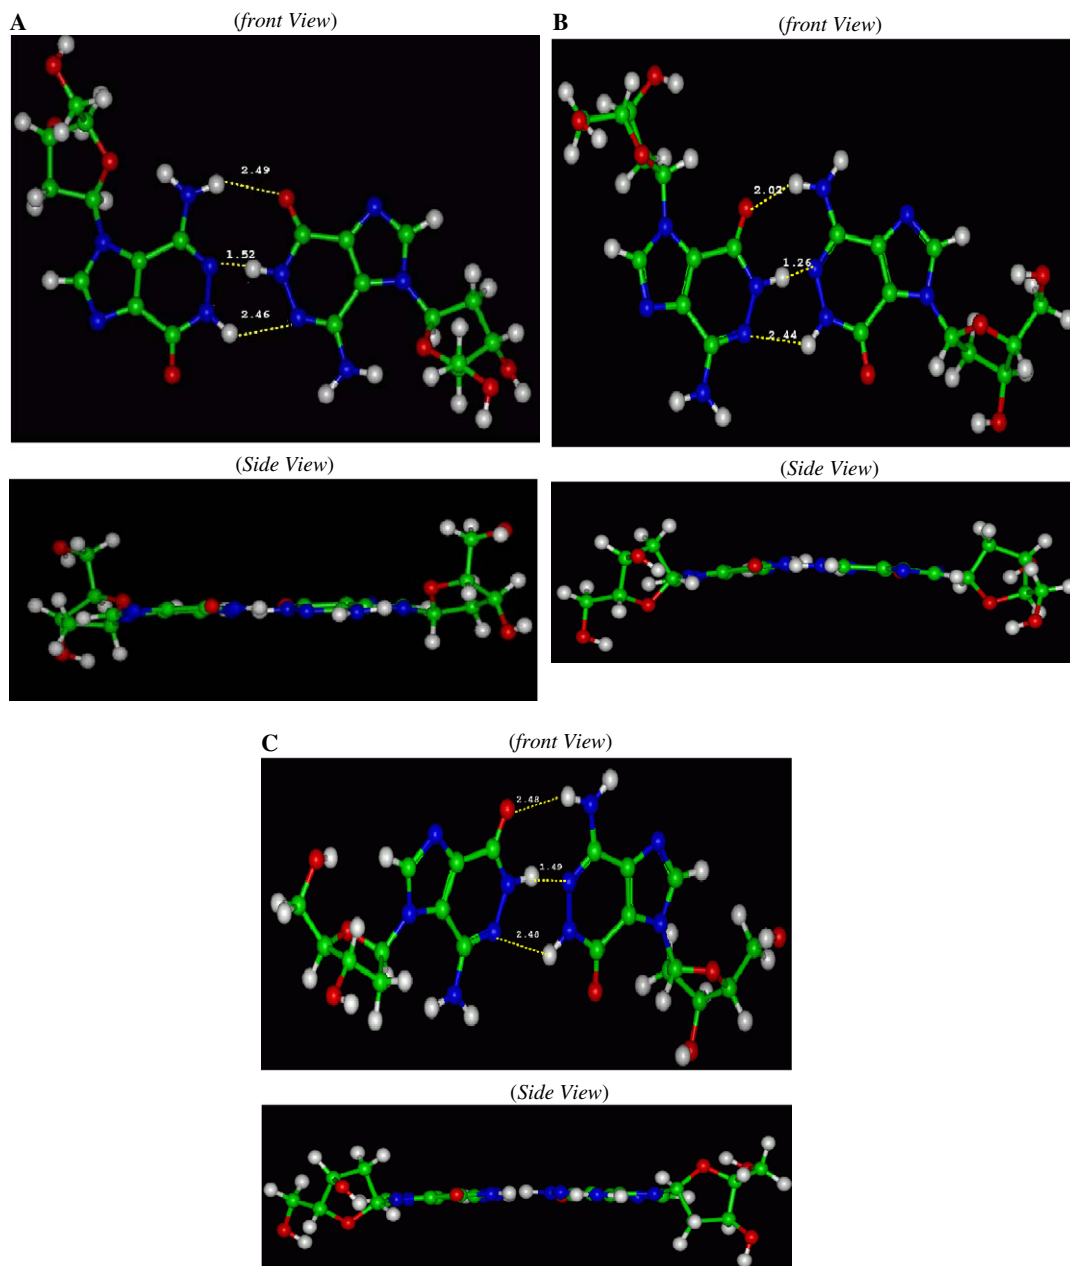 A
(front View)
2.49
1.52
2.46
(Side View)
B
(front View)
2.02
1.26
2.44
(Side View)
C
(front View)
2.48
1.49
2.48
(Side View)